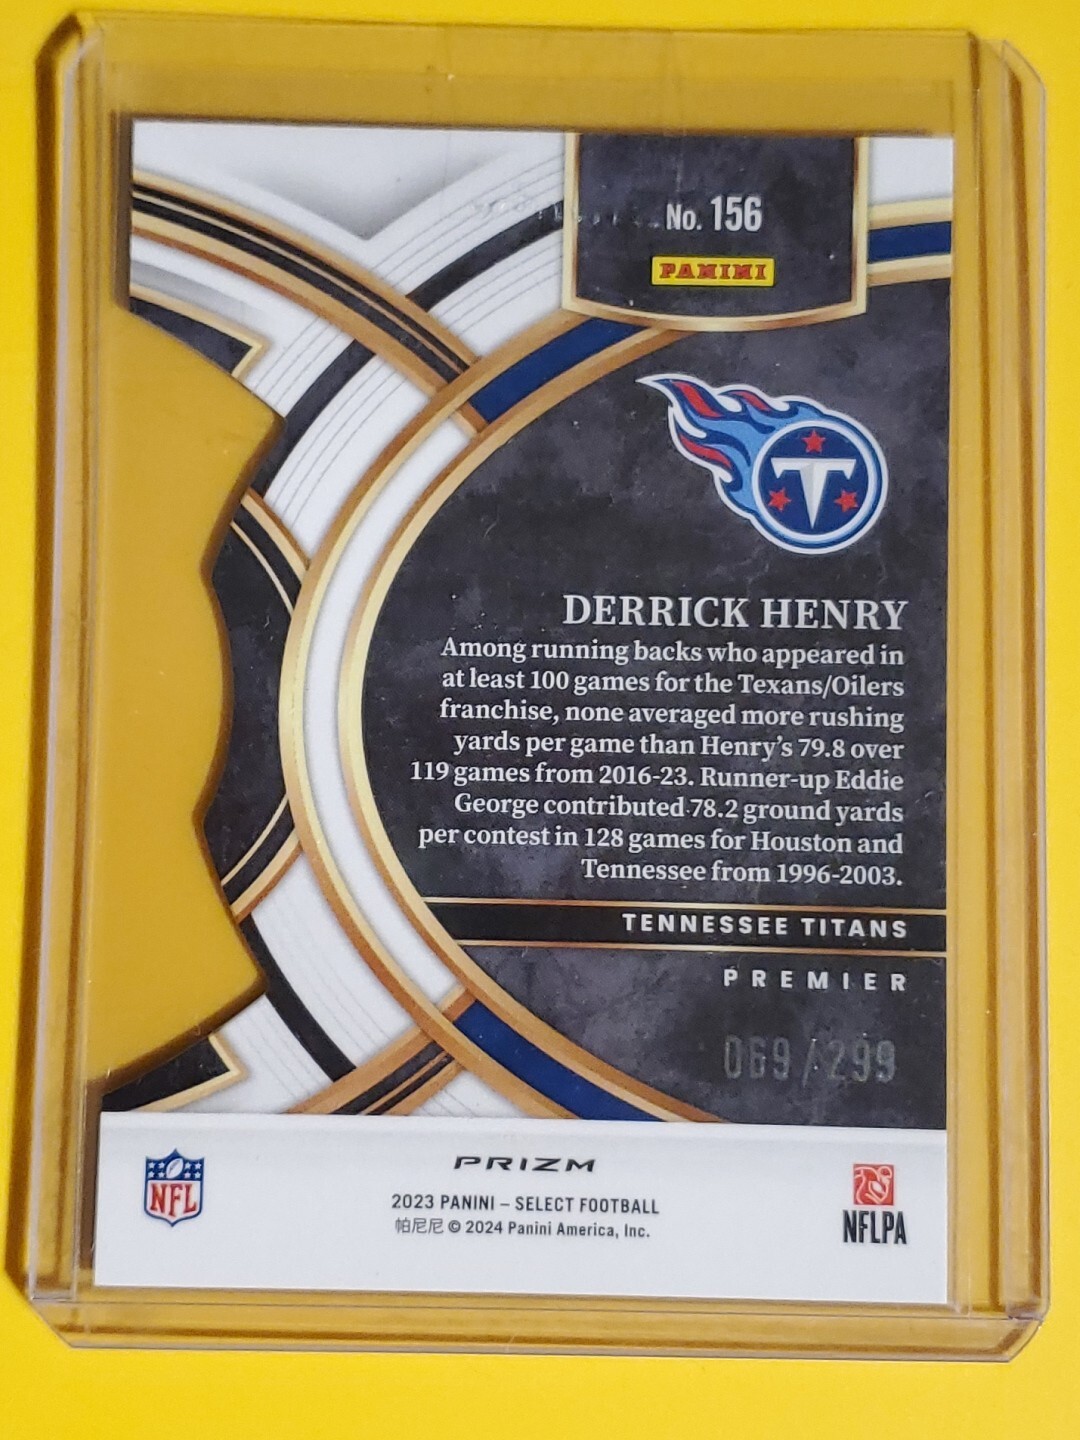 No. 156
PANINI
T
DERRICK HENRY
Among running backs who appeared in
at least 100 games for the Texans/Oilers
franchise, none averaged more rushing
yards per game than Henry's 79.8 over
119 games from 2016-23. Runner-up Eddie
George contributed 78.2 ground yards
per contest in 128 games for Houston and
Tennessee from 1996-2003.
TENNESSEE TITANS
PREMIER
069/299
PRIZM
NFL
2023 PANINI – SELECT FOOTBALL
帕尼尼 © 2024 Panini America, Inc.
NFLPA